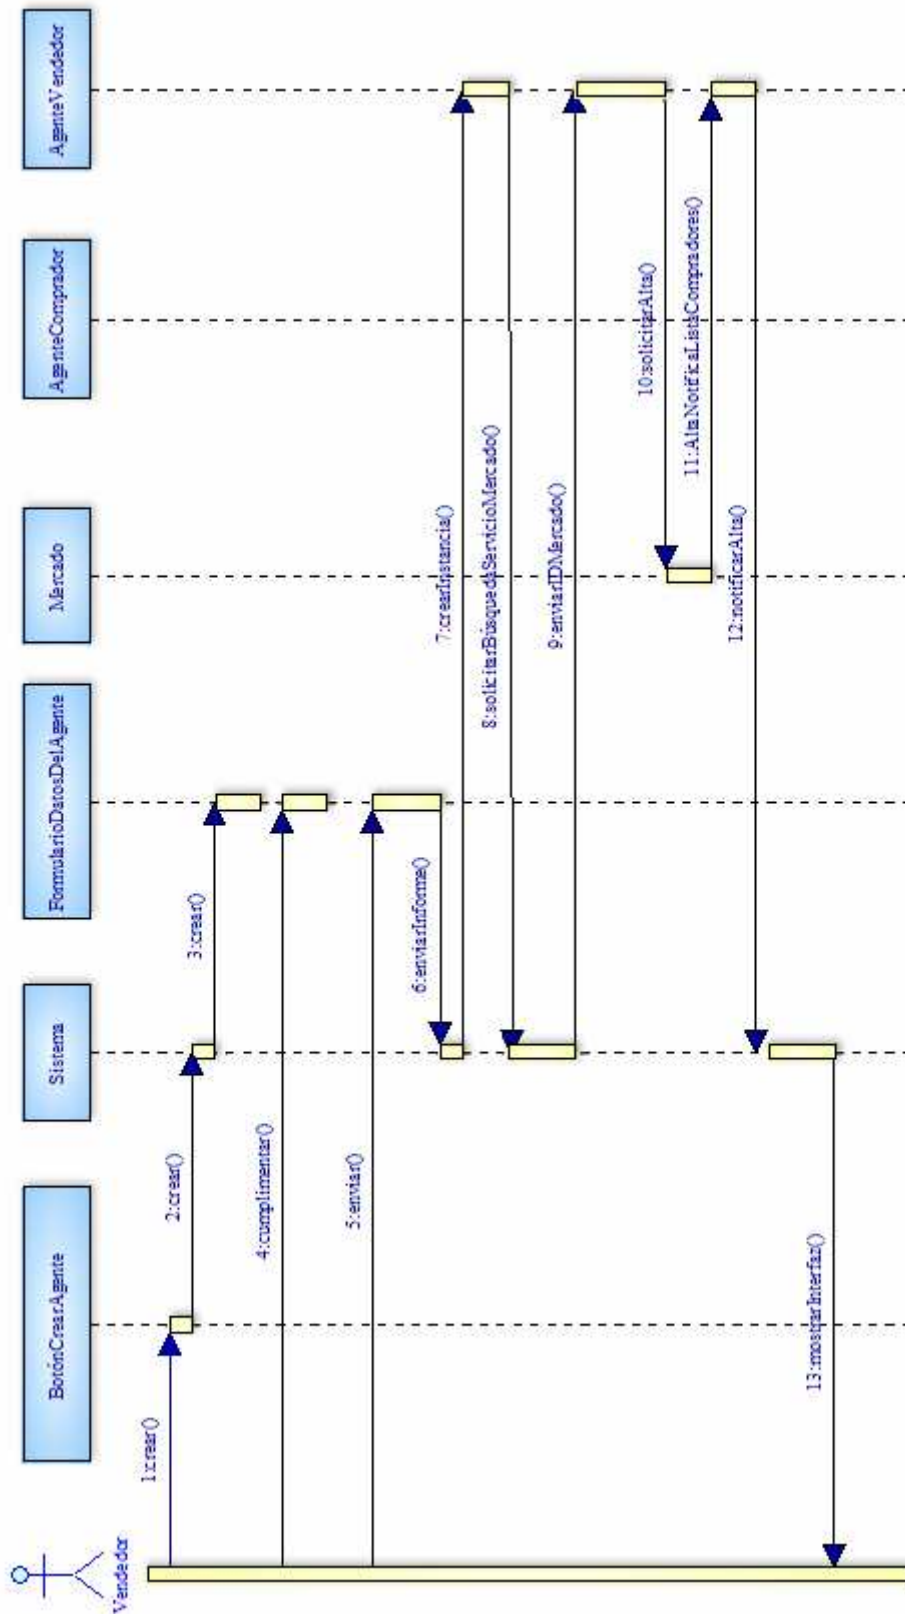 Vendedor
BotónCrearAgente
Sistema
FormularioDatosDelAgente
Mercado
AgenteComprador
AgenteVendedor
1:crear()
2:crear()
3:crear()
4:cumplimentar()
5:enviar()
6:enviarInforme()
7:crearInstancia()
8:solicitarBúsquedaServicioMercado()
9:enviarIDMercado()
10:solicitarAlta()
11:AltaNotificaListaCompradores()
12:notificarAlta()
13:mostrarInterfaz()